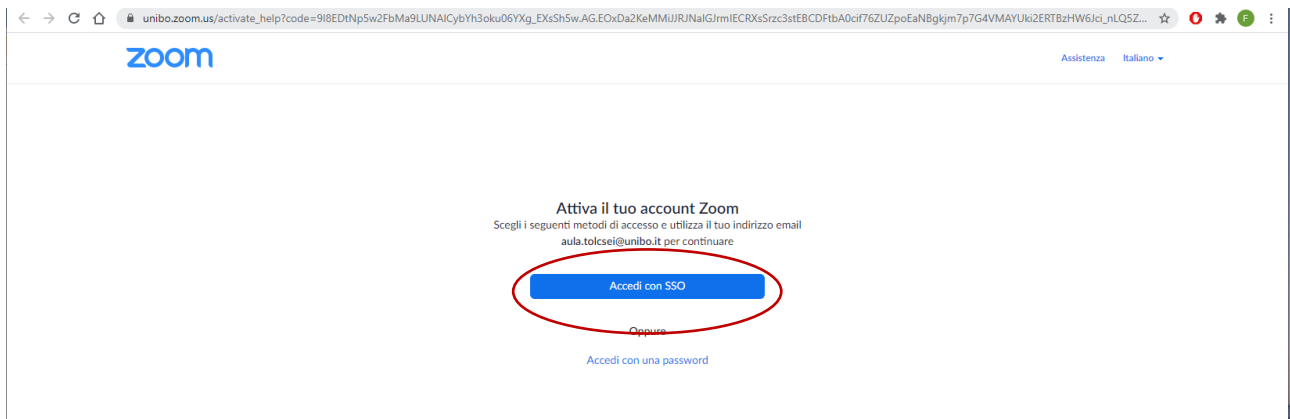 unibo.zoom.us/activate_help?code=9I8EDtNp5w2FbMa9LUNAICybYh3oku06YXg_EXsSh5w.AG.EOxDa2KeMMiJJRJNaIGJrmIECRXsSrzc3stEBCDFtbA0cif76ZUZpoEaNBgkjm7p7G4VMAYUki2ERTBzHW6Jci_nLQ5Z...
F
zoom
Assistenza Italiano
Attiva il tuo account Zoom
Scegli i seguenti metodi di accesso e utilizza il tuo indirizzo email
aula.tolcsei@unibo.it per continuare
Accedi con SSO
Oppure
Accedi con una password